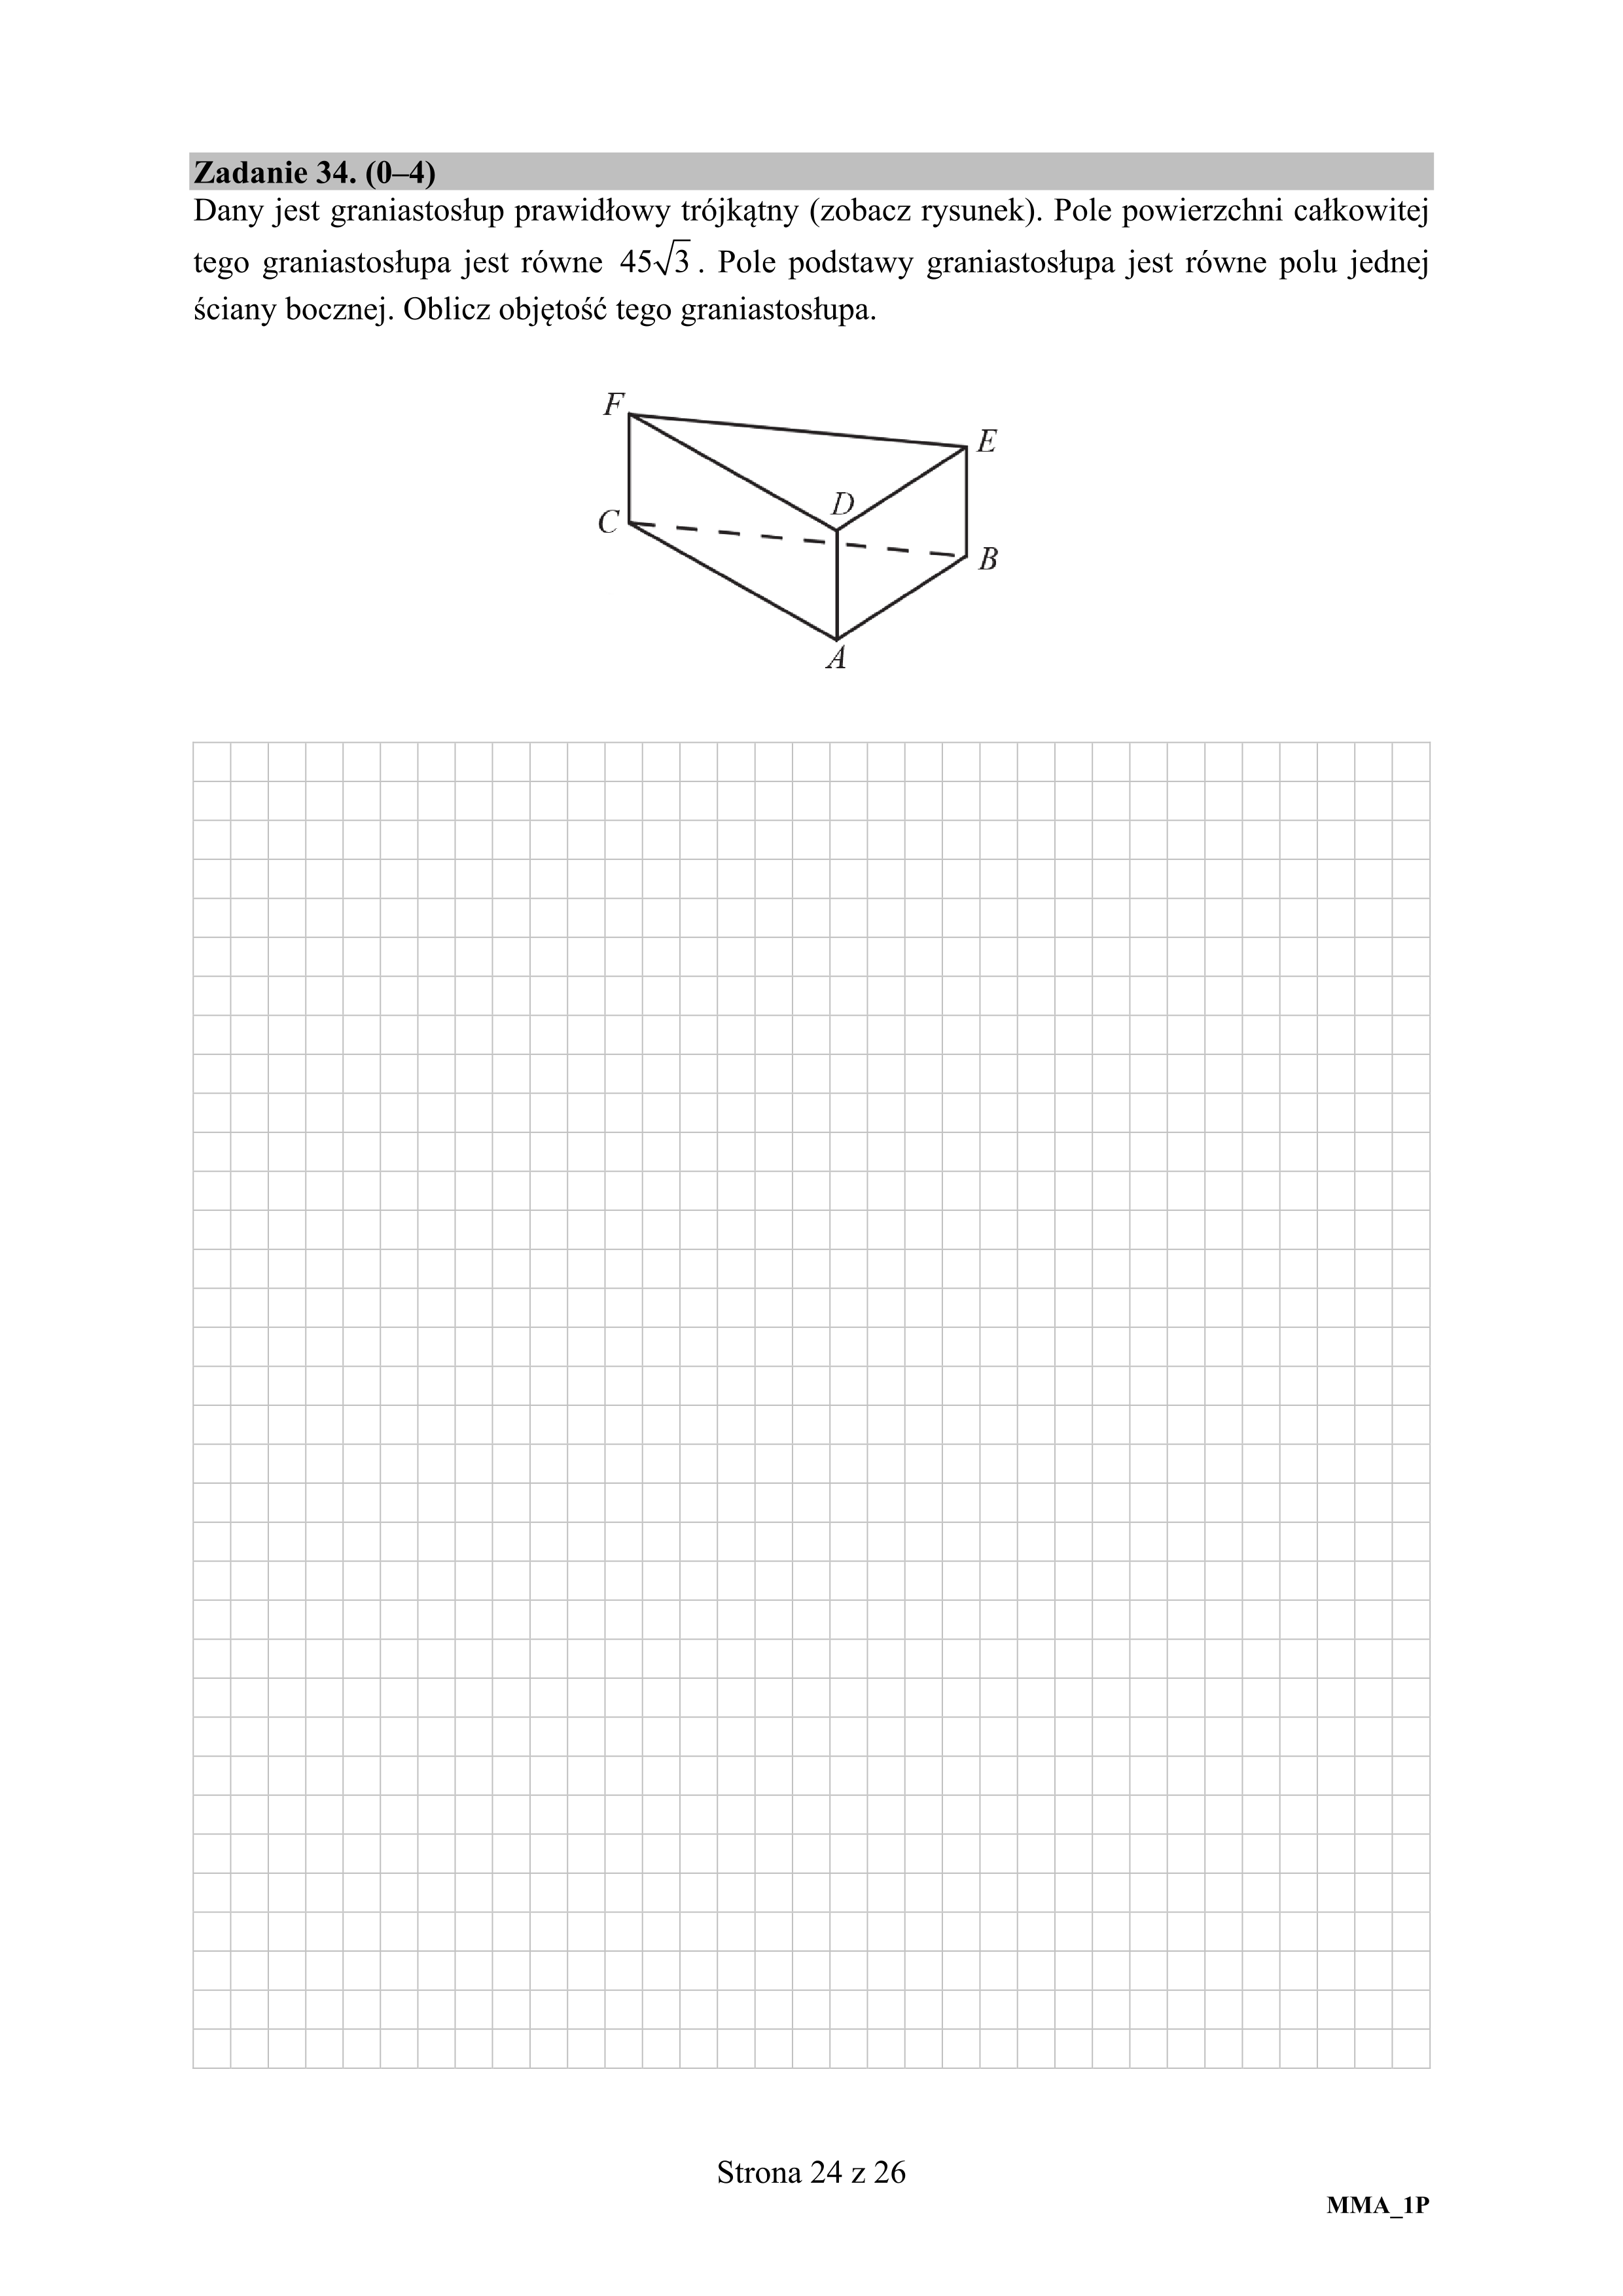 Zadanie 34. (0–4)
Dany jest graniastosłup prawidłowy trójkątny (zobacz rysunek). Pole powierzchni całkowitej
tego graniastosłupa jest równe 45√3 . Pole podstawy graniastosłupa jest równe polu jednej
ściany bocznej. Oblicz objętość tego graniastosłupa.
F
E
D
C
B
A
Strona 24 z 26
MMA_1P